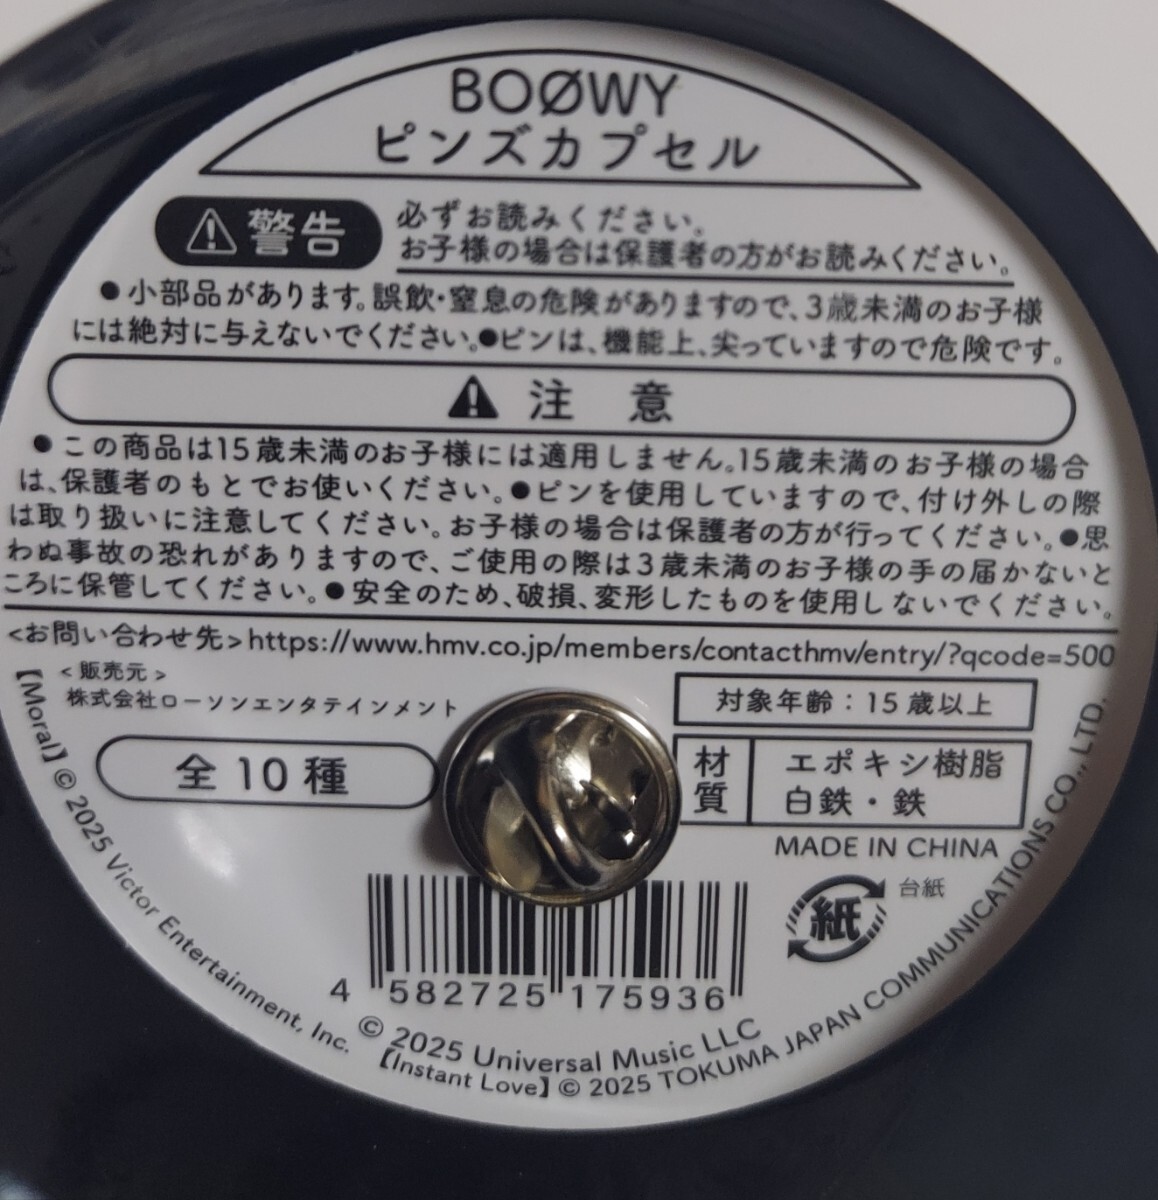 BOØWY
ピンズカプセル
⚠警告
必ずお読みください。
お子様の場合は保護者の方がお読みください。
●小部品があります。誤飲・窒息の危険がありますので、3歳未満のお子様
には絶対に与えないでください。●ピンは、機能上、尖っていますので危険です。
⚠ 注 意
●この商品は15歳未満のお子様には適用しません。15歳未満のお子様の場合
は、保護者のもとでお使いください。●ピンを使用していますので、付け外しの際
は取り扱いに注意してください。お子様の場合は保護者の方が行ってください。●思
わぬ事故の恐れがありますので、ご使用の際は3歳未満のお子様の手の届かないと
ころに保管してください。●安全のため、破損、変形したものを使用しないでください。
<お問い合わせ先>https://www.hmv.co.jp/members/contacthmv/entry/?qcode=500
<販売元>
株式会社ローソンエンタテインメント
対象年齢:15歳以上
全10種
材質
エポキシ樹脂
白鉄・鉄
MADE IN CHINA
紙
台紙
4 582725 175936
【Moral】© 2025 Victor Entertainment, Inc.
© 2025 Universal Music LLC
【Instant Love】© 2025 TOKUMA JAPAN COMMUNICATIONS CO., LTD.